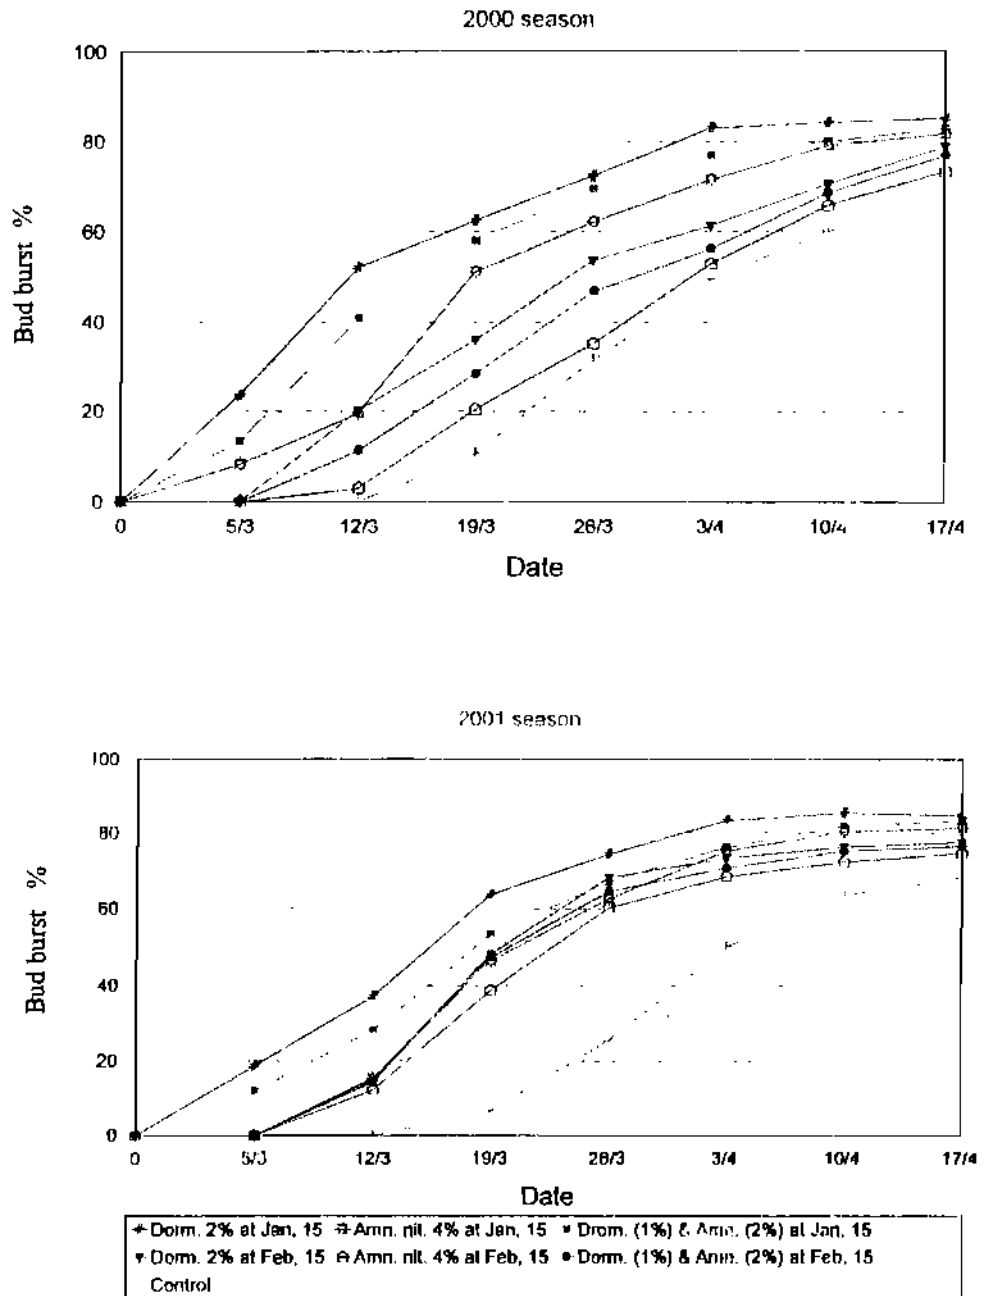 2000 season
100
80
60
40
20
0
Bud burst %
0 5/3 12/3 19/3 26/3 3/4 10/4 17/4
Date
2001 season
100
80
60
40
20
0
Bud burst %
0 5/3 12/3 19/3 26/3 3/4 10/4 17/4
Date
Dorm. 2% at Jan, 15 Amn. nit. 4% at Jan, 15 Drom. (1%) & Amn. (2%) at Jan, 15
Dorm. 2% at Feb, 15 Amn. nit. 4% at Feb, 15 Dorm. (1%) & Amn. (2%) at Feb, 15
Control